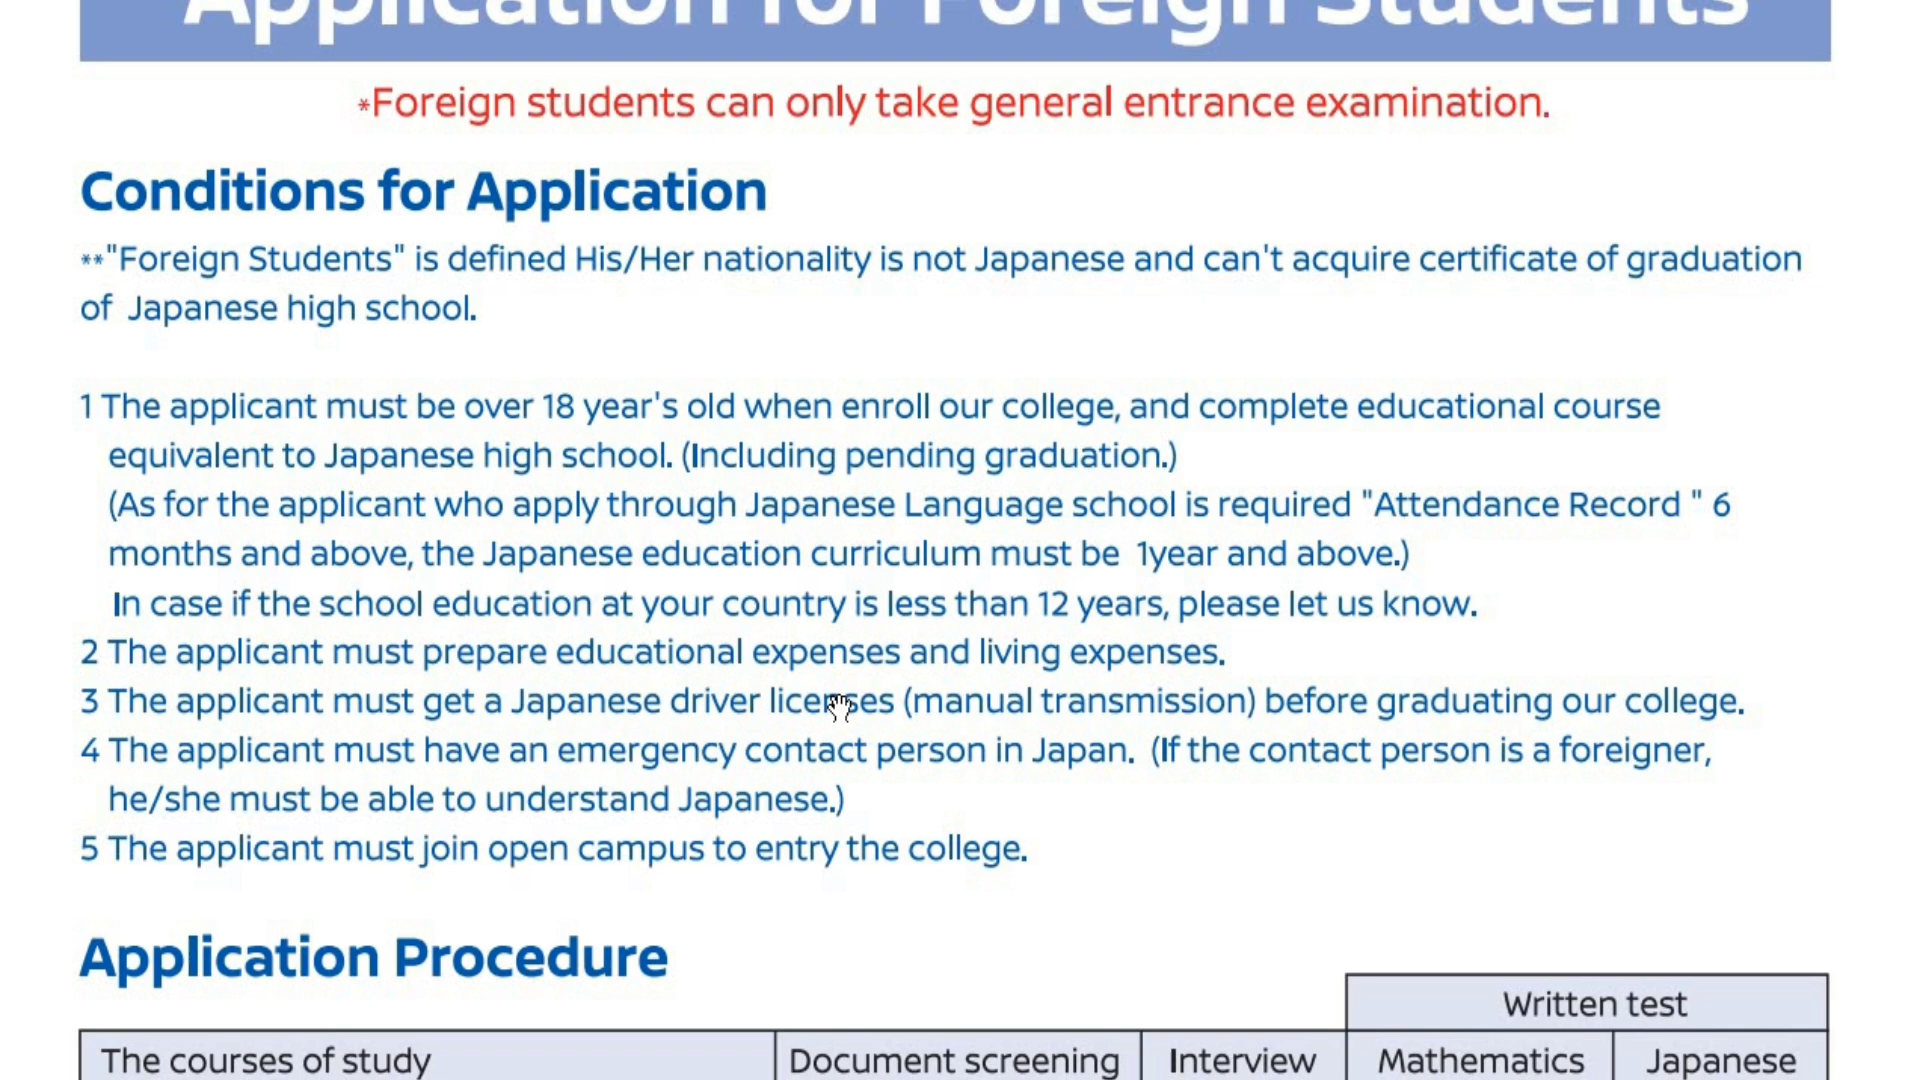 Application for Foreign Students
*Foreign students can only take general entrance examination.
Conditions for Application
**"Foreign Students" is defined His/Her nationality is not Japanese and can't acquire certificate of graduation
of Japanese high school.
1 The applicant must be over 18 year's old when enroll our college, and complete educational course
equivalent to Japanese high school. (Including pending graduation.)
(As for the applicant who apply through Japanese Language school is required "Attendance Record " 6
months and above, the Japanese education curriculum must be 1year and above.)
In case if the school education at your country is less than 12 years, please let us know.
2 The applicant must prepare educational expenses and living expenses.
3 The applicant must get a Japanese driver licenses (manual transmission) before graduating our college.
4 The applicant must have an emergency contact person in Japan. (If the contact person is a foreigner,
he/she must be able to understand Japanese.)
5 The applicant must join open campus to entry the college.
Application Procedure
Written test
The courses of study Document screening Interview Mathematics Japanese